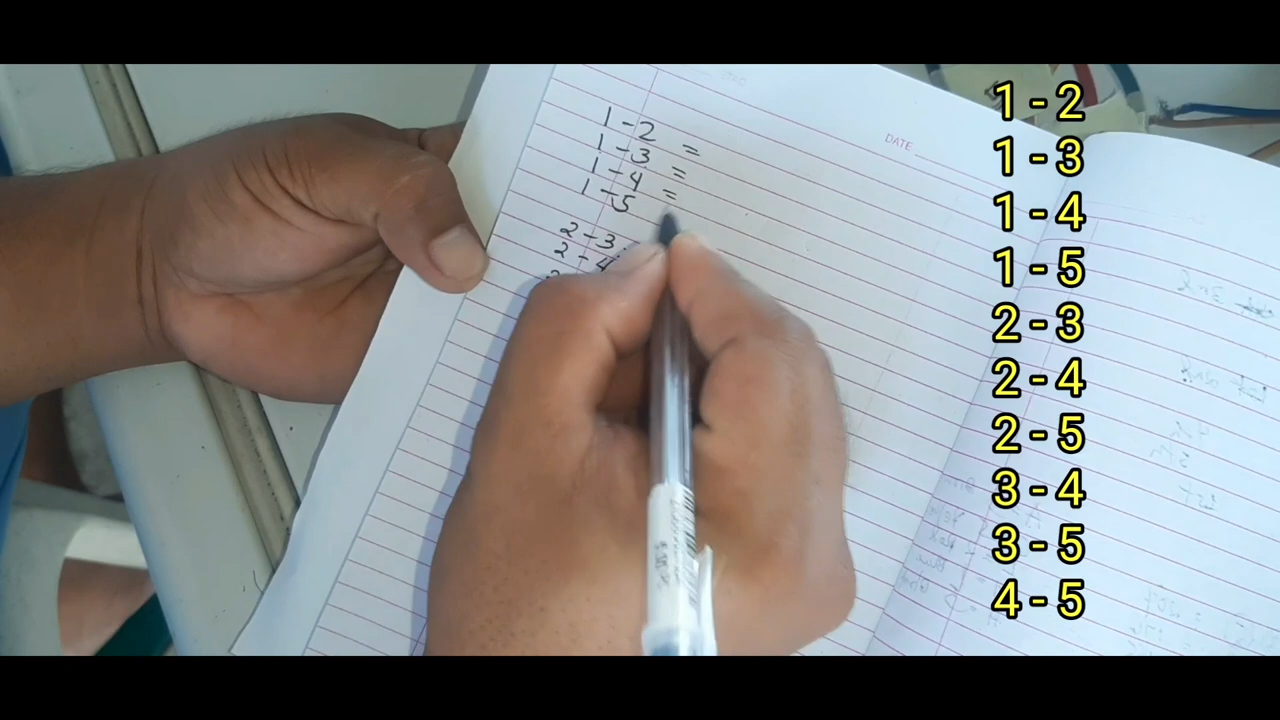 DATE
1 - 2 =
1 - 3 =
1 - 4 =
1 - 5
2 - 3
2 - 4
1 - 2
1 - 3
1 - 4
1 - 5
2 - 3
2 - 4
2 - 5
3 - 4
3 - 5
4 - 5